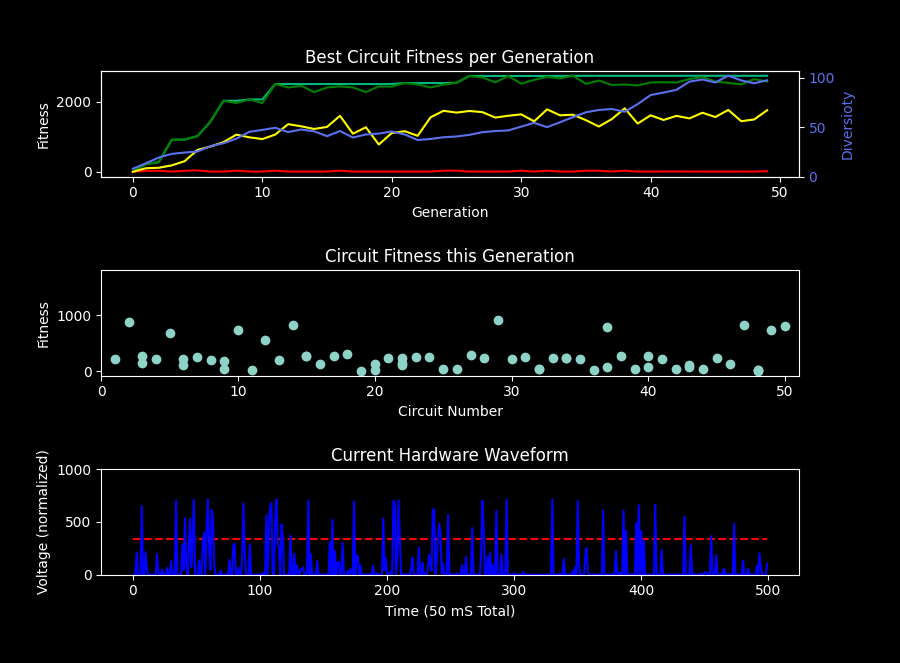 Best Circuit Fitness per Generation
Fitness
2000
0
100
50
0
Diversioty
0 10 20 30 40 50
Generation
Circuit Fitness this Generation
Fitness
1000
0
0 10 20 30 40 50
Circuit Number
Current Hardware Waveform
Voltage (normalized)
1000
500
0
0 100 200 300 400 500
Time (50 mS Total)